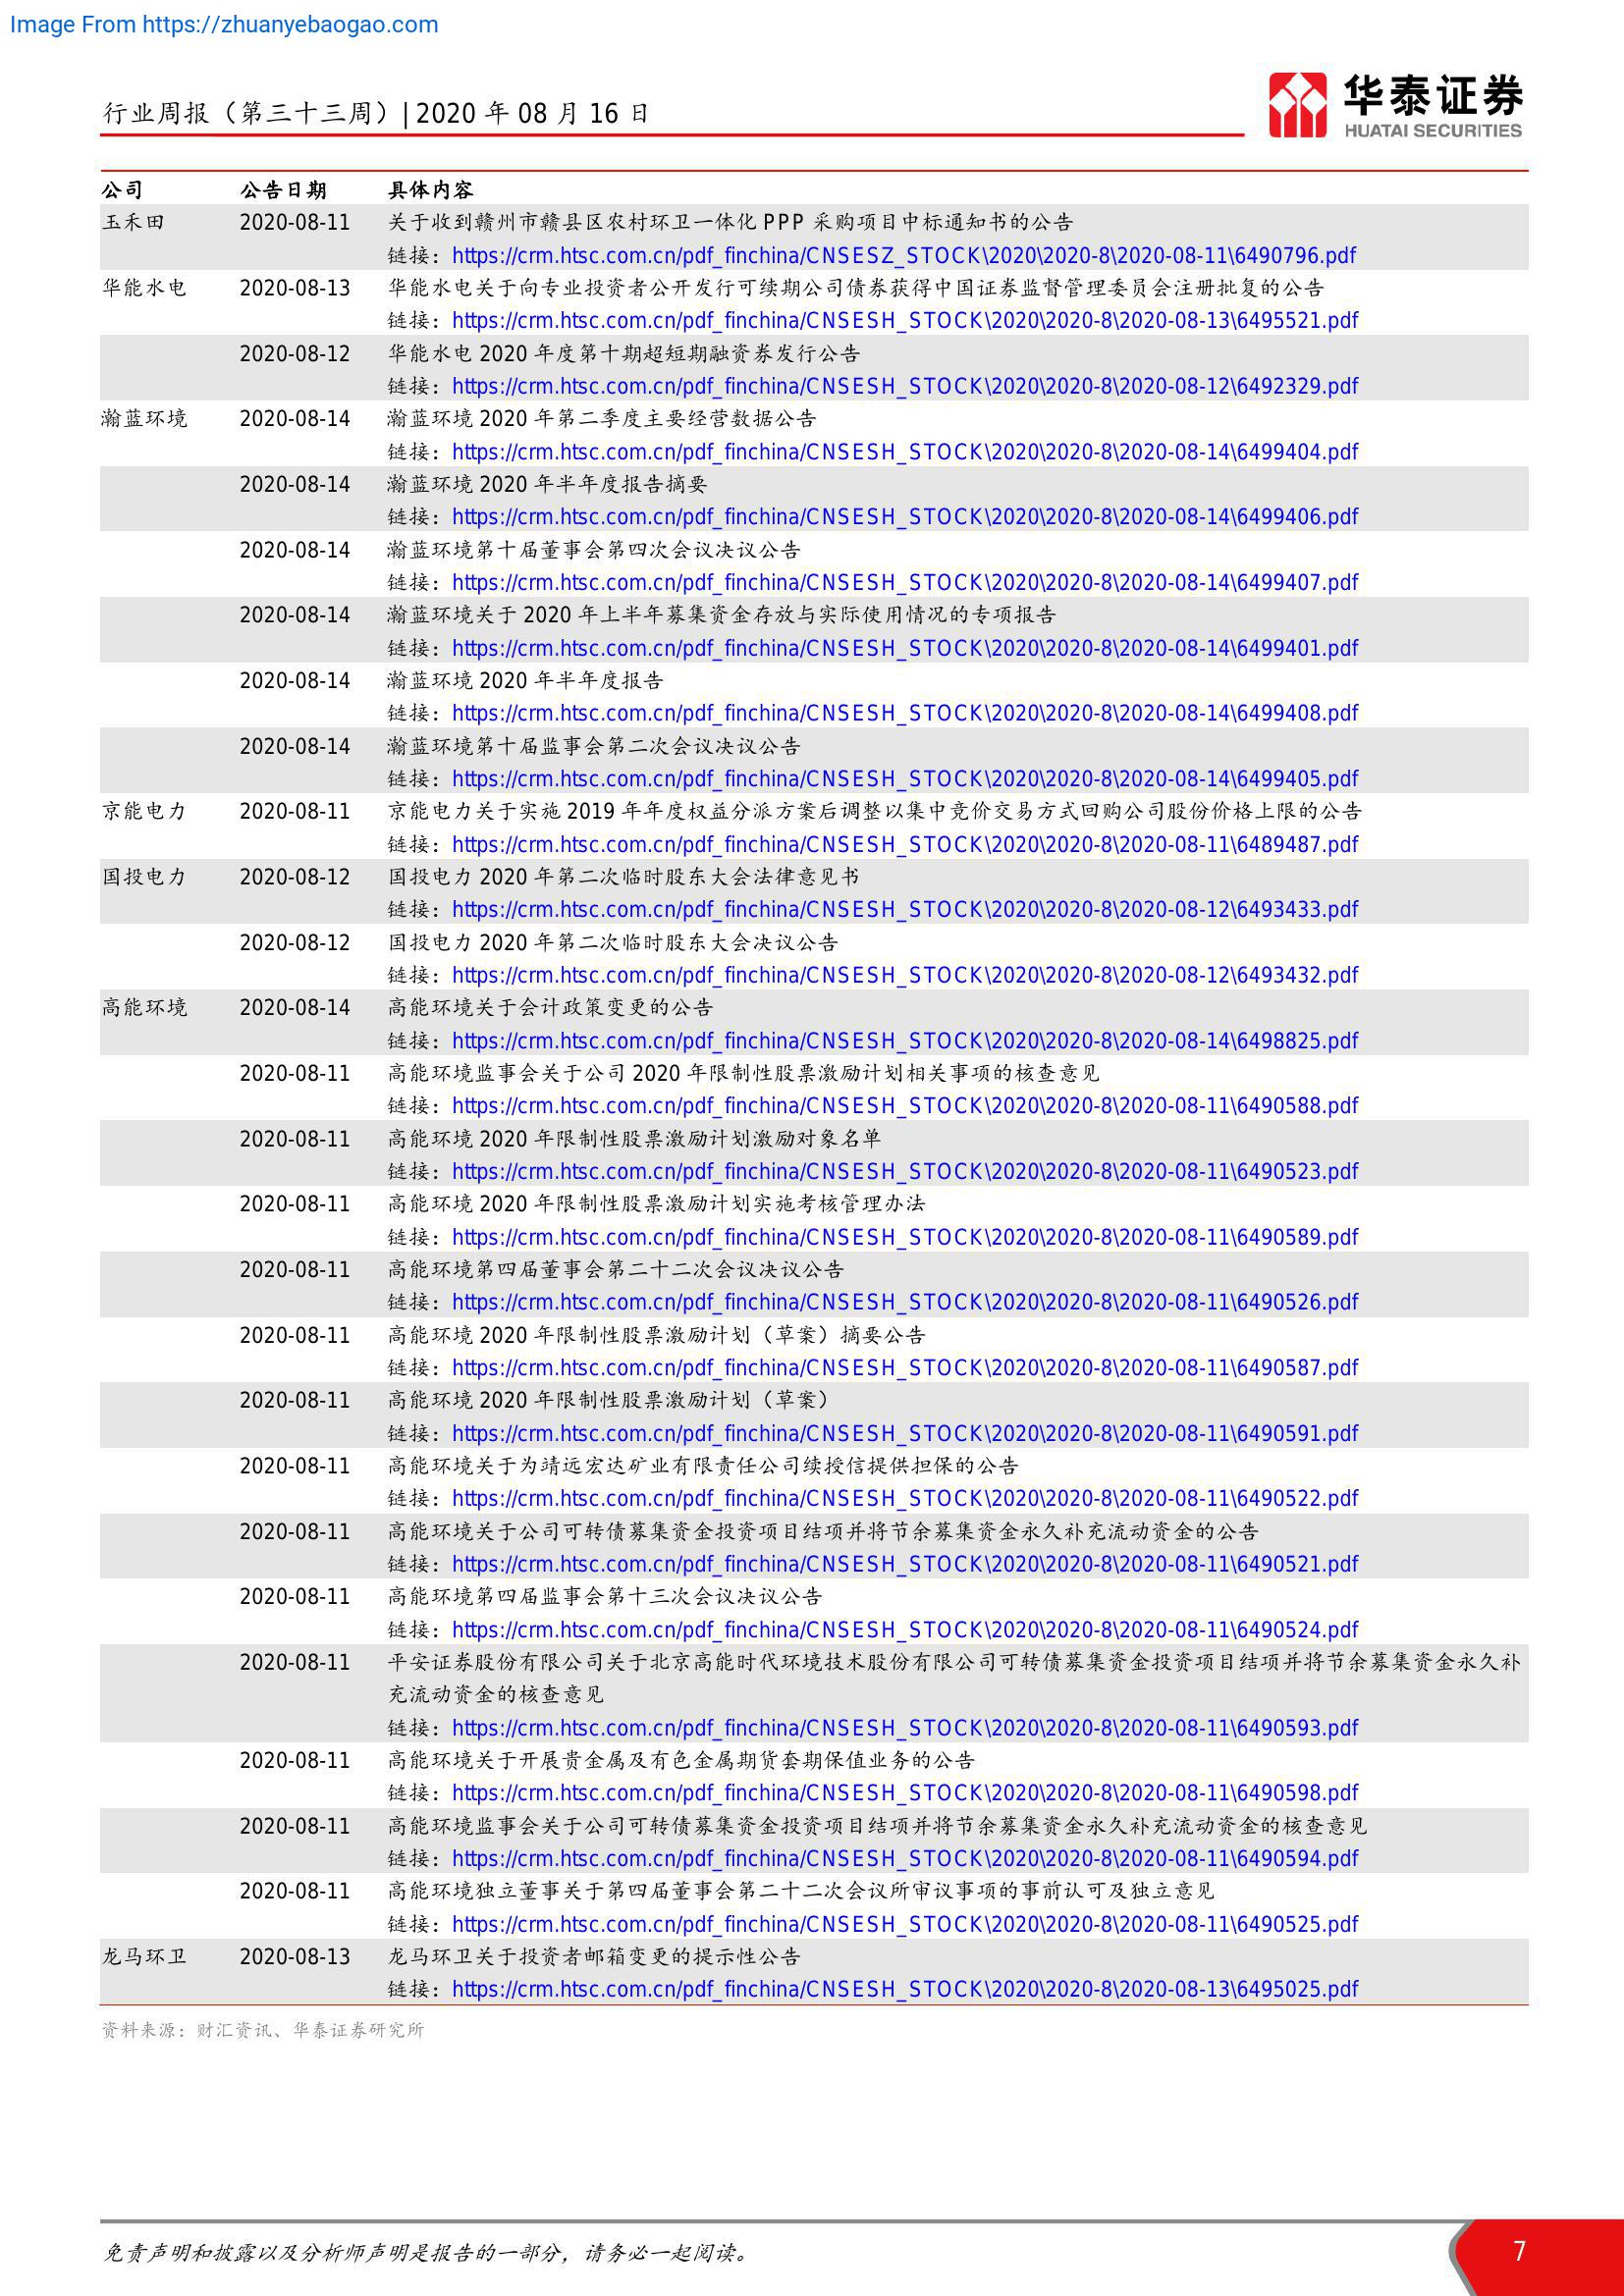 Image From https://zhuanyebaogao.com
行业周报（第三十三周）| 2020 年 08 月 16 日
华泰证券
HUATAI SECURITIES
公司 公告日期 具体内容
玉禾田 2020-08-11 关于收到赣州市赣县区农村环卫一体化 PPP 采购项目中标通知书的公告
链接：https://crm.htsc.com.cn/pdf_finchina/CNSESZ_STOCK\2020\2020-8\2020-08-11\6490796.pdf
华能水电 2020-08-13 华能水电关于向专业投资者公开发行可续期公司债券获得中国证券监督管理委员会注册批复的公告
链接：https://crm.htsc.com.cn/pdf_finchina/CNSESH_STOCK\2020\2020-8\2020-08-13\6495521.pdf
2020-08-12 华能水电 2020 年度第十期超短期融资券发行公告
链接：https://crm.htsc.com.cn/pdf_finchina/CNSESH_STOCK\2020\2020-8\2020-08-12\6492329.pdf
瀚蓝环境 2020-08-14 瀚蓝环境 2020 年第二季度主要经营数据公告
链接：https://crm.htsc.com.cn/pdf_finchina/CNSESH_STOCK\2020\2020-8\2020-08-14\6499404.pdf
2020-08-14 瀚蓝环境 2020 年半年度报告摘要
链接：https://crm.htsc.com.cn/pdf_finchina/CNSESH_STOCK\2020\2020-8\2020-08-14\6499406.pdf
2020-08-14 瀚蓝环境第十届董事会第四次会议决议公告
链接：https://crm.htsc.com.cn/pdf_finchina/CNSESH_STOCK\2020\2020-8\2020-08-14\6499407.pdf
2020-08-14 瀚蓝环境关于 2020 年上半年募集资金存放与实际使用情况的专项报告
链接：https://crm.htsc.com.cn/pdf_finchina/CNSESH_STOCK\2020\2020-8\2020-08-14\6499401.pdf
2020-08-14 瀚蓝环境 2020 年半年度报告
链接：https://crm.htsc.com.cn/pdf_finchina/CNSESH_STOCK\2020\2020-8\2020-08-14\6499408.pdf
2020-08-14 瀚蓝环境第十届监事会第二次会议决议公告
链接：https://crm.htsc.com.cn/pdf_finchina/CNSESH_STOCK\2020\2020-8\2020-08-14\6499405.pdf
京能电力 2020-08-11 京能电力关于实施 2019 年年度权益分派方案后调整以集中竞价交易方式回购公司股份价格上限的公告
链接：https://crm.htsc.com.cn/pdf_finchina/CNSESH_STOCK\2020\2020-8\2020-08-11\6489487.pdf
国投电力 2020-08-12 国投电力 2020 年第二次临时股东大会法律意见书
链接：https://crm.htsc.com.cn/pdf_finchina/CNSESH_STOCK\2020\2020-8\2020-08-12\6493433.pdf
2020-08-12 国投电力 2020 年第二次临时股东大会决议公告
链接：https://crm.htsc.com.cn/pdf_finchina/CNSESH_STOCK\2020\2020-8\2020-08-12\6493432.pdf
高能环境 2020-08-14 高能环境关于会计政策变更的公告
链接：https://crm.htsc.com.cn/pdf_finchina/CNSESH_STOCK\2020\2020-8\2020-08-14\6498825.pdf
2020-08-11 高能环境监事会关于公司 2020 年限制性股票激励计划相关事项的核查意见
链接：https://crm.htsc.com.cn/pdf_finchina/CNSESH_STOCK\2020\2020-8\2020-08-11\6490588.pdf
2020-08-11 高能环境 2020 年限制性股票激励计划激励对象名单
链接：https://crm.htsc.com.cn/pdf_finchina/CNSESH_STOCK\2020\2020-8\2020-08-11\6490523.pdf
2020-08-11 高能环境 2020 年限制性股票激励计划实施考核管理办法
链接：https://crm.htsc.com.cn/pdf_finchina/CNSESH_STOCK\2020\2020-8\2020-08-11\6490589.pdf
2020-08-11 高能环境第四届董事会第二十二次会议决议公告
链接：https://crm.htsc.com.cn/pdf_finchina/CNSESH_STOCK\2020\2020-8\2020-08-11\6490526.pdf
2020-08-11 高能环境 2020 年限制性股票激励计划（草案）摘要公告
链接：https://crm.htsc.com.cn/pdf_finchina/CNSESH_STOCK\2020\2020-8\2020-08-11\6490587.pdf
2020-08-11 高能环境 2020 年限制性股票激励计划（草案）
链接：https://crm.htsc.com.cn/pdf_finchina/CNSESH_STOCK\2020\2020-8\2020-08-11\6490591.pdf
2020-08-11 高能环境关于为靖远宏达矿业有限责任公司续授信提供担保的公告
链接：https://crm.htsc.com.cn/pdf_finchina/CNSESH_STOCK\2020\2020-8\2020-08-11\6490522.pdf
2020-08-11 高能环境关于公司可转债募集资金投资项目结项并将节余募集资金永久补充流动资金的公告
链接：https://crm.htsc.com.cn/pdf_finchina/CNSESH_STOCK\2020\2020-8\2020-08-11\6490521.pdf
2020-08-11 高能环境第四届监事会第十三次会议决议公告
链接：https://crm.htsc.com.cn/pdf_finchina/CNSESH_STOCK\2020\2020-8\2020-08-11\6490524.pdf
2020-08-11 平安证券股份有限公司关于北京高能时代环境技术股份有限公司可转债募集资金投资项目结项并将节余募集资金永久补
充流动资金的核查意见
链接：https://crm.htsc.com.cn/pdf_finchina/CNSESH_STOCK\2020\2020-8\2020-08-11\6490593.pdf
2020-08-11 高能环境关于开展贵金属及有色金属期货套期保值业务的公告
链接：https://crm.htsc.com.cn/pdf_finchina/CNSESH_STOCK\2020\2020-8\2020-08-11\6490598.pdf
2020-08-11 高能环境监事会关于公司可转债募集资金投资项目结项并将节余募集资金永久补充流动资金的核查意见
链接：https://crm.htsc.com.cn/pdf_finchina/CNSESH_STOCK\2020\2020-8\2020-08-11\6490594.pdf
2020-08-11 高能环境独立董事关于第四届董事会第二十二次会议所审议事项的事前认可及独立意见
链接：https://crm.htsc.com.cn/pdf_finchina/CNSESH_STOCK\2020\2020-8\2020-08-11\6490525.pdf
龙马环卫 2020-08-13 龙马环卫关于投资者邮箱变更的提示性公告
链接：https://crm.htsc.com.cn/pdf_finchina/CNSESH_STOCK\2020\2020-8\2020-08-13\6495025.pdf
资料来源：财汇资讯、华泰证券研究所
免责声明和披露以及分析师声明是报告的一部分，请务必一起阅读。
7